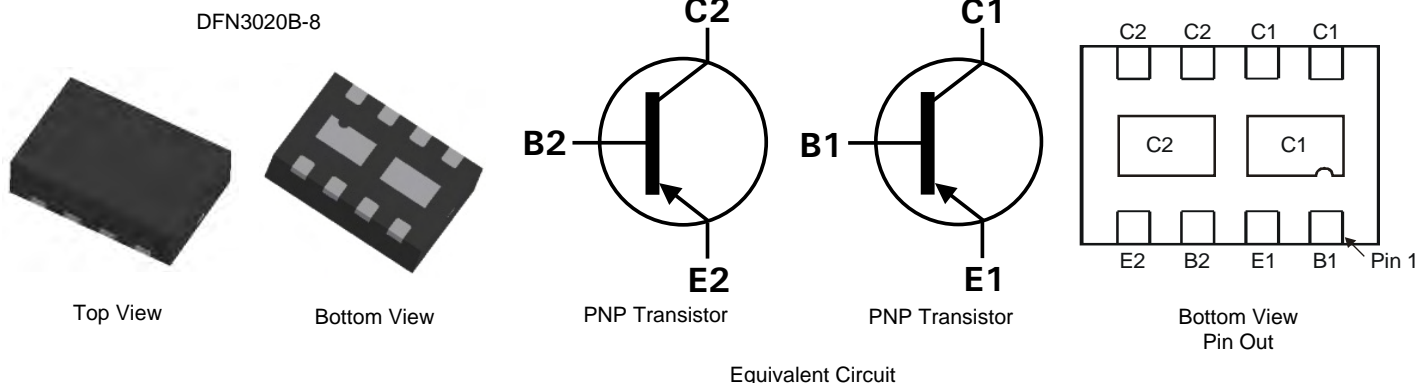 DFN3020B-8
C2
C1
C2 C2 C1 C1
B2
B1
C2 C1
E2
E1
E2 B2 E1 B1 Pin 1
Top View
Bottom View
PNP Transistor
PNP Transistor
Bottom View
Pin Out
Equivalent Circuit